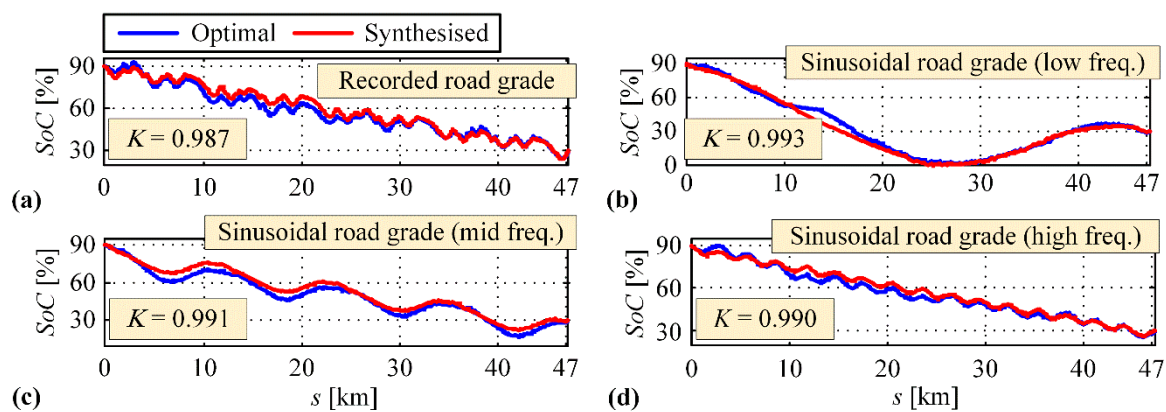 Optimal Synthesised
Recorded road grade
SoC [%]
90
60
30
K = 0.987
0 10 20 30 40 47
(a)
Sinusoidal road grade (low freq.)
SoC [%]
90
60
30
0
K = 0.993
0 10 20 30 40 47
(b)
Sinusoidal road grade (mid freq.)
SoC [%]
90
60
30
K = 0.991
0 10 20 30 40 47
(c)
s [km]
Sinusoidal road grade (high freq.)
SoC [%]
90
60
30
K = 0.990
0 10 20 30 40 47
(d)
s [km]